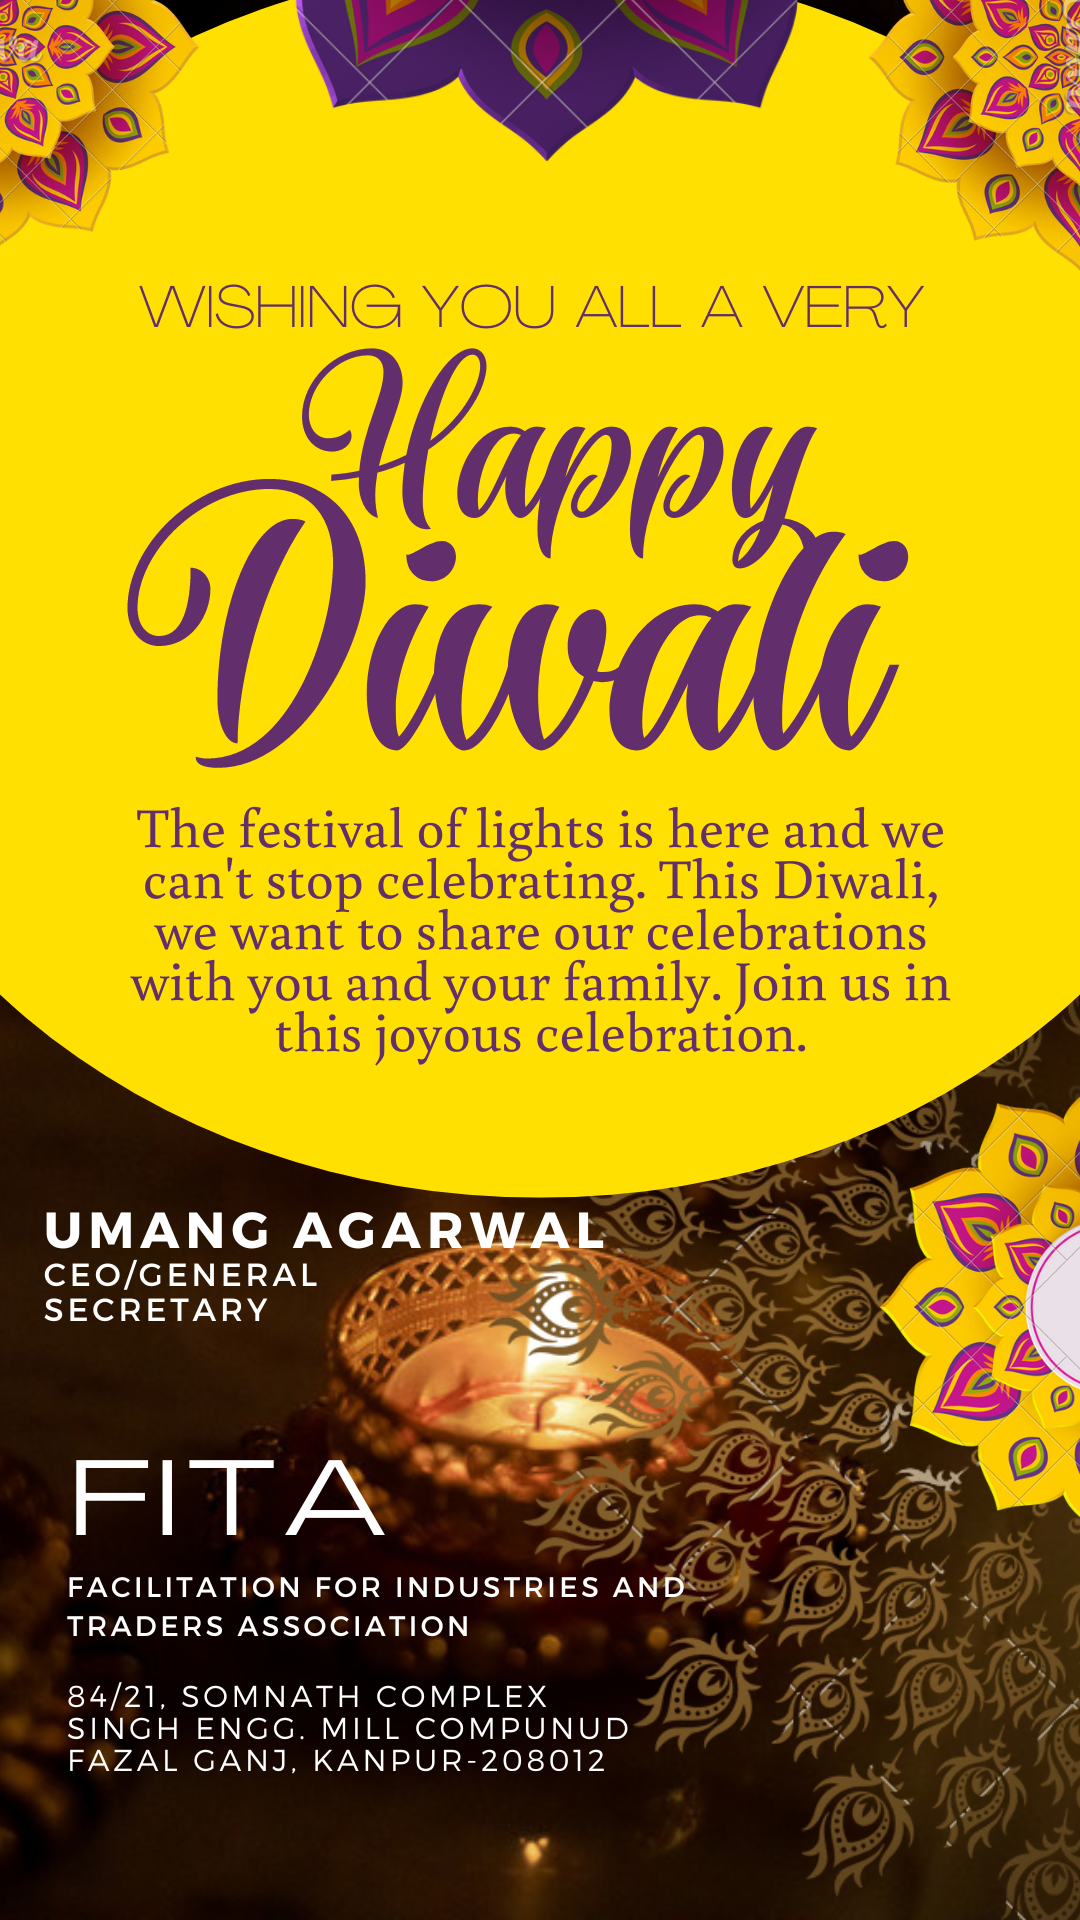 WISHING YOU ALL A VERY
Happy
Diwali
The festival of lights is here and we
can't stop celebrating. This Diwali,
we want to share our celebrations
with you and your family. Join us in
this joyous celebration.
UMANG AGARWAL
CEO/GENERAL
SECRETARY
FITA
FACILITATION FOR INDUSTRIES AND
TRADERS ASSOCIATION
84/21, SOMNATH COMPLEX
SINGH ENGG. MILL COMPUNUD
FAZAL GANJ, KANPUR-208012